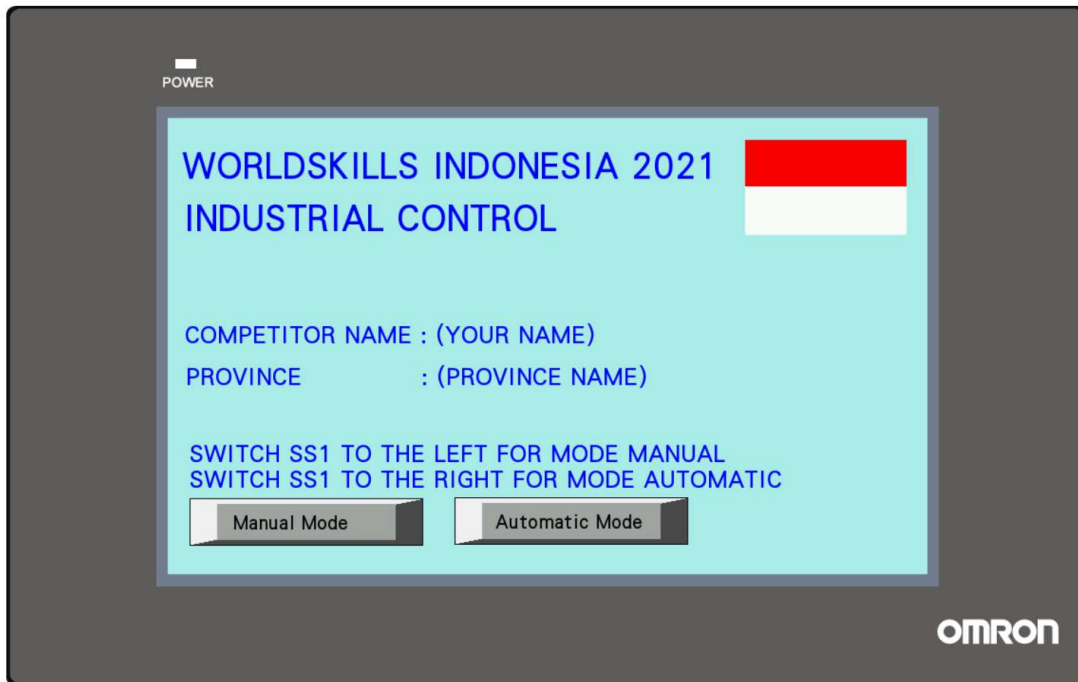 POWER
WORLDSKILLS INDONESIA 2021
INDUSTRIAL CONTROL
COMPETITOR NAME : (YOUR NAME)
PROVINCE : (PROVINCE NAME)
SWITCH SS1 TO THE LEFT FOR MODE MANUAL
SWITCH SS1 TO THE RIGHT FOR MODE AUTOMATIC
Manual Mode
Automatic Mode
OMRON